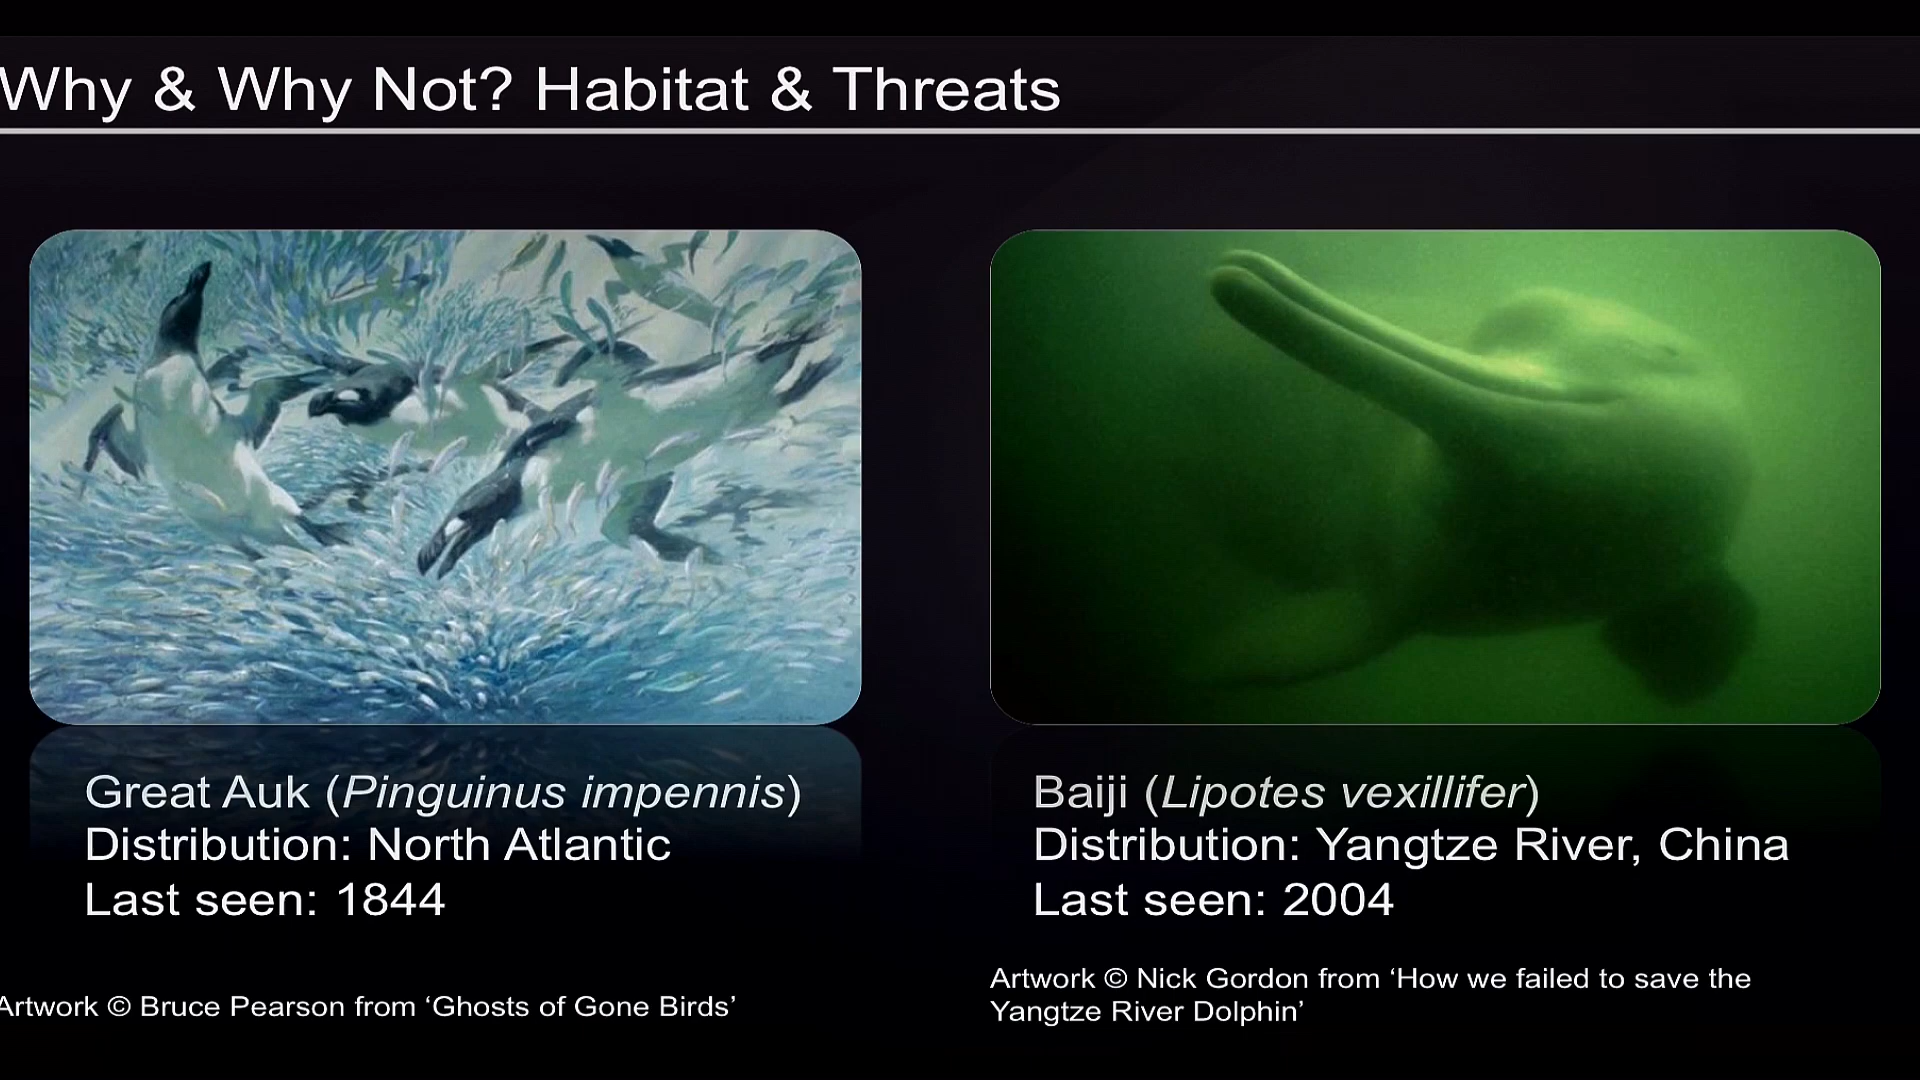 Why & Why Not? Habitat & Threats
Great Auk (Pinguinus impennis)
Distribution: North Atlantic
Last seen: 1844
Artwork © Bruce Pearson from ‘Ghosts of Gone Birds’
Baiji (Lipotes vexillifer)
Distribution: Yangtze River, China
Last seen: 2004
Artwork © Nick Gordon from ‘How we failed to save the
Yangtze River Dolphin’